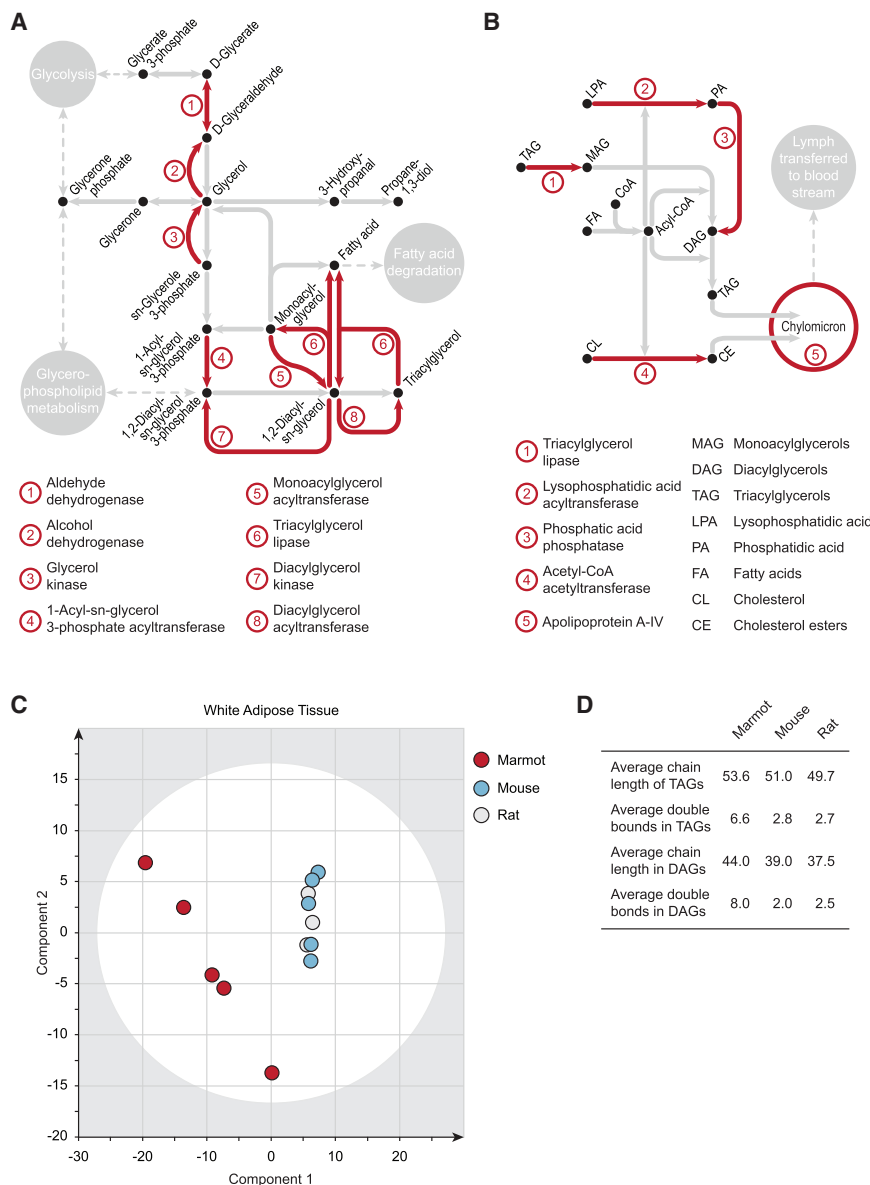 A
Glycolysis
Glycerate
3-phosphate
D-Glycerate
1
D-Glyceraldehyde
2
Glycerone
phosphate
Glycerone
Glycerol
3-Hydroxy-
propanal
Propane-
1,3-diol
3
sn-Glycerole
3-phosphate
Fatty acid
Fatty acid
degradation
Monoacyl-
glycerol
1-Acyl-
sn-glycerol
3-phosphate
4
5
6
6
Triacylglycerol
Glycero-
phospholipid
metabolism
1,2-Diacyl-
sn-glycerol
3-phosphate
7
1,2-Diacyl-
sn-glycerol
8
1 Aldehyde
dehydrogenase
2 Alcohol
dehydrogenase
3 Glycerol
kinase
4 1-Acyl-sn-glycerol
3-phosphate acyltransferase
5 Monoacylglycerol
acyltransferase
6 Triacylglycerol
lipase
7 Diacylglycerol
kinase
8 Diacylglycerol
acyltransferase
B
LPA
2
PA
3
TAG
1
MAG
CoA
FA
Acyl-CoA
DAG
TAG
CL
4
CE
Lymph
transferred
to blood
stream
Chylomicron
5
1 Triacylglycerol
lipase
2 Lysophosphatidic acid
acyltransferase
3 Phosphatic acid
phosphatase
4 Acetyl-CoA
acetyltransferase
5 Apolipoprotein A-IV
MAG Monoacylglycerols
DAG Diacylglycerols
TAG Triacylglycerols
LPA Lysophosphatidic acid
PA Phosphatidic acid
FA Fatty acids
CL Cholesterol
CE Cholesterol esters
C
White Adipose Tissue
15
10
5
0
-5
-10
-15
-20
Component 2
-30
-20
-10
0
10
20
Component 1
Marmot
Mouse
Rat
D
Marmot Mouse Rat
Average chain
length of TAGs 53.6 51.0 49.7
Average double
bounds in TAGs 6.6 2.8 2.7
Average chain
length in DAGs 44.0 39.0 37.5
Average double
bonds in DAGs 8.0 2.0 2.5